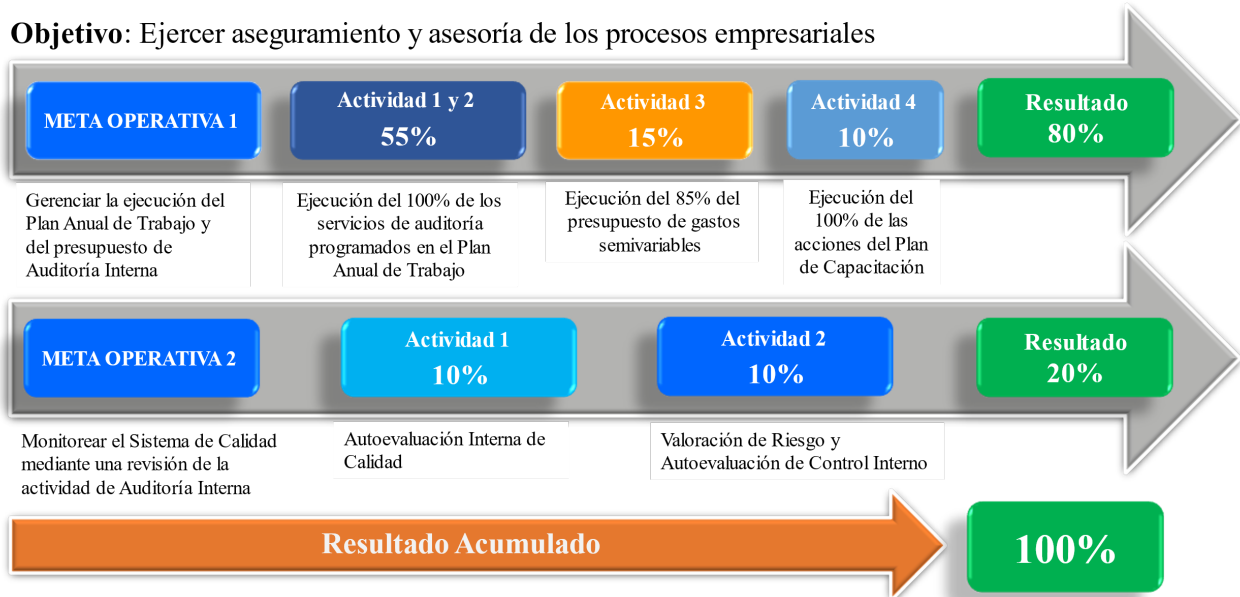 Objetivo: Ejercer aseguramiento y asesoría de los procesos empresariales
META OPERATIVA 1
Actividad 1 y 2
55%
Actividad 3
15%
Actividad 4
10%
Resultado
80%
Gerenciar la ejecución del
Plan Anual de Trabajo y
del presupuesto de
Auditoría Interna
Ejecución del 100% de los
servicios de auditoría
programados en el Plan
Anual de Trabajo
Ejecución del 85% del
presupuesto de gastos
semivariables
Ejecución del
100% de las
acciones del Plan
de Capacitación
META OPERATIVA 2
Actividad 1
10%
Actividad 2
10%
Resultado
20%
Monitorear el Sistema de Calidad
mediante una revisión de la
actividad de Auditoría Interna
Autoevaluación Interna de
Calidad
Valoración de Riesgo y
Autoevaluación de Control Interno
Resultado Acumulado
100%